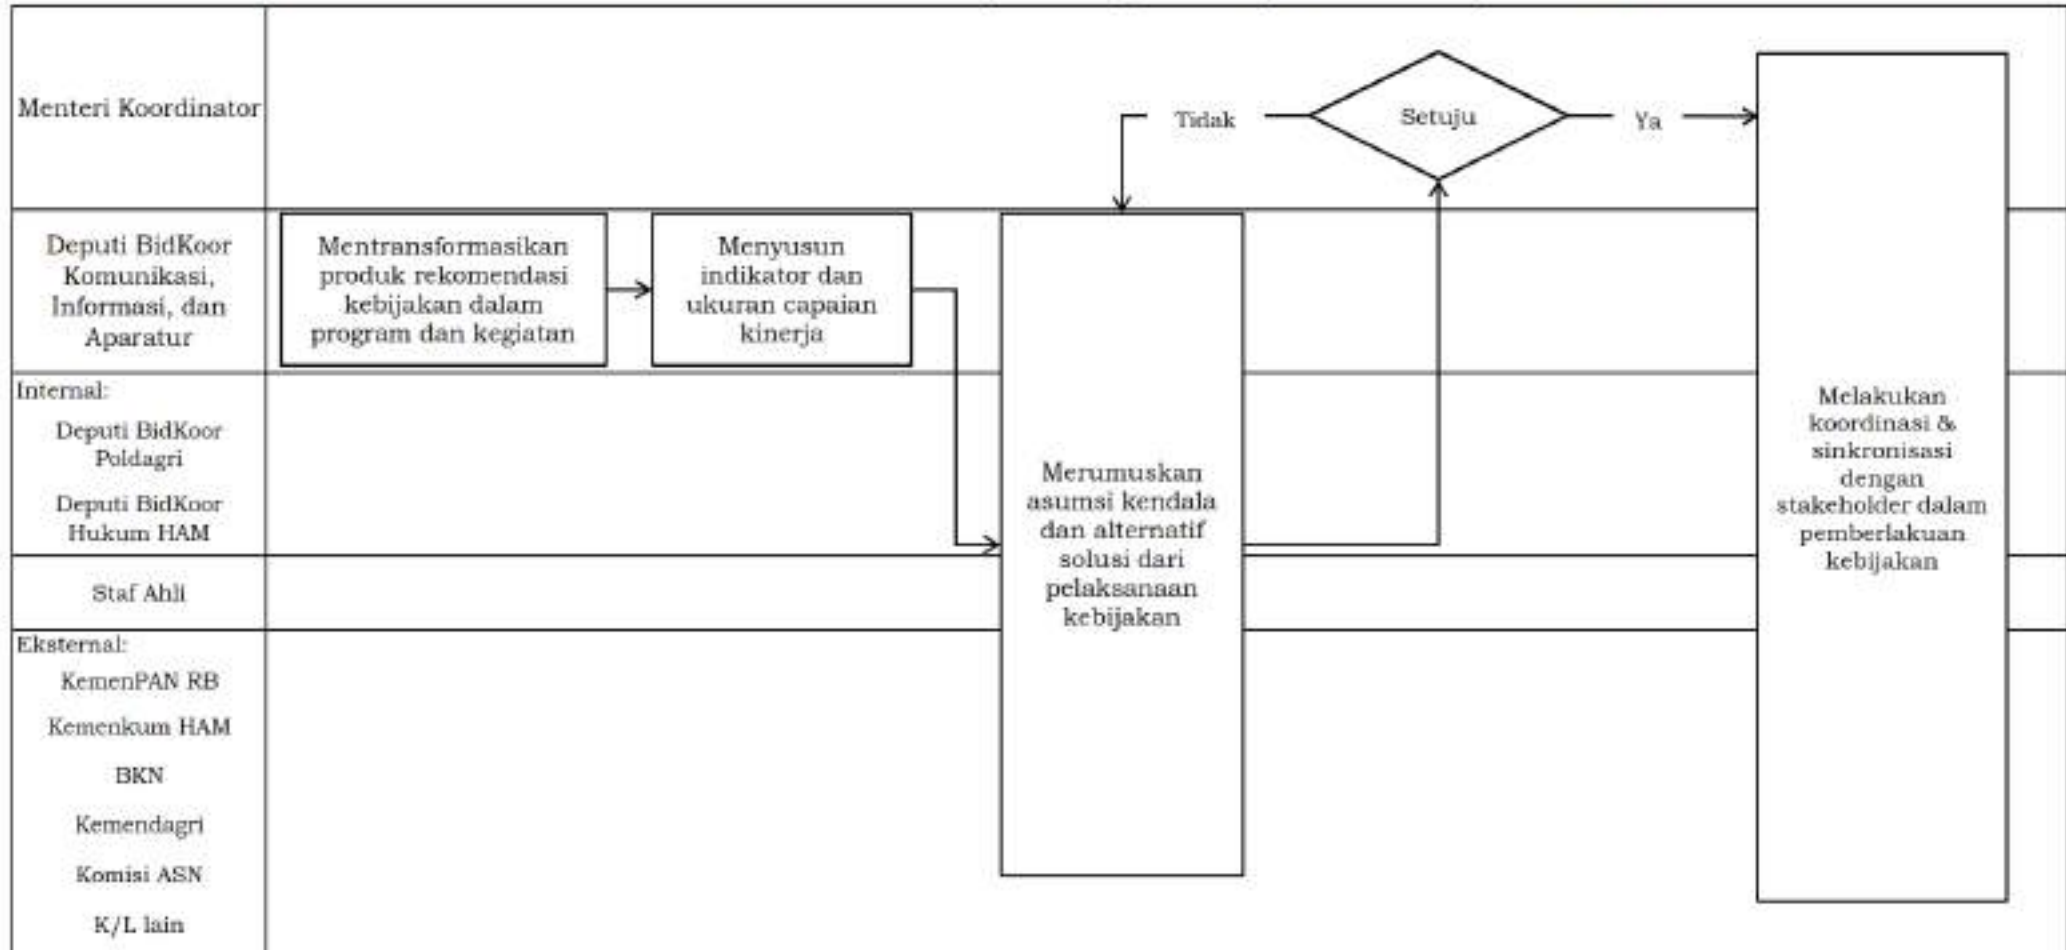 Menteri Koordinator
Tidak
Setuju
Ya
Deputi BidKoor
Komunikasi,
Informasi, dan
Aparatur
Mentransformasikan
produk rekomendasi
kebijakan dalam
program dan kegiatan
Menyusun
indikator dan
ukuran capaian
kinerja
Internal:
Deputi BidKoor
Poldagri
Deputi BidKoor
Hukum HAM
Merumuskan
asumsi kendala
dan alternatif
solusi dari
pelaksanaan
kebijakan
Melakukan
koordinasi &
sinkronisasi
dengan
stakeholder dalam
pemberlakuan
kebijakan
Staf Ahli
Eksternal:
KemenPAN RB
Kemenkum HAM
BKN
Kemendagri
Komisi ASN
K/L lain